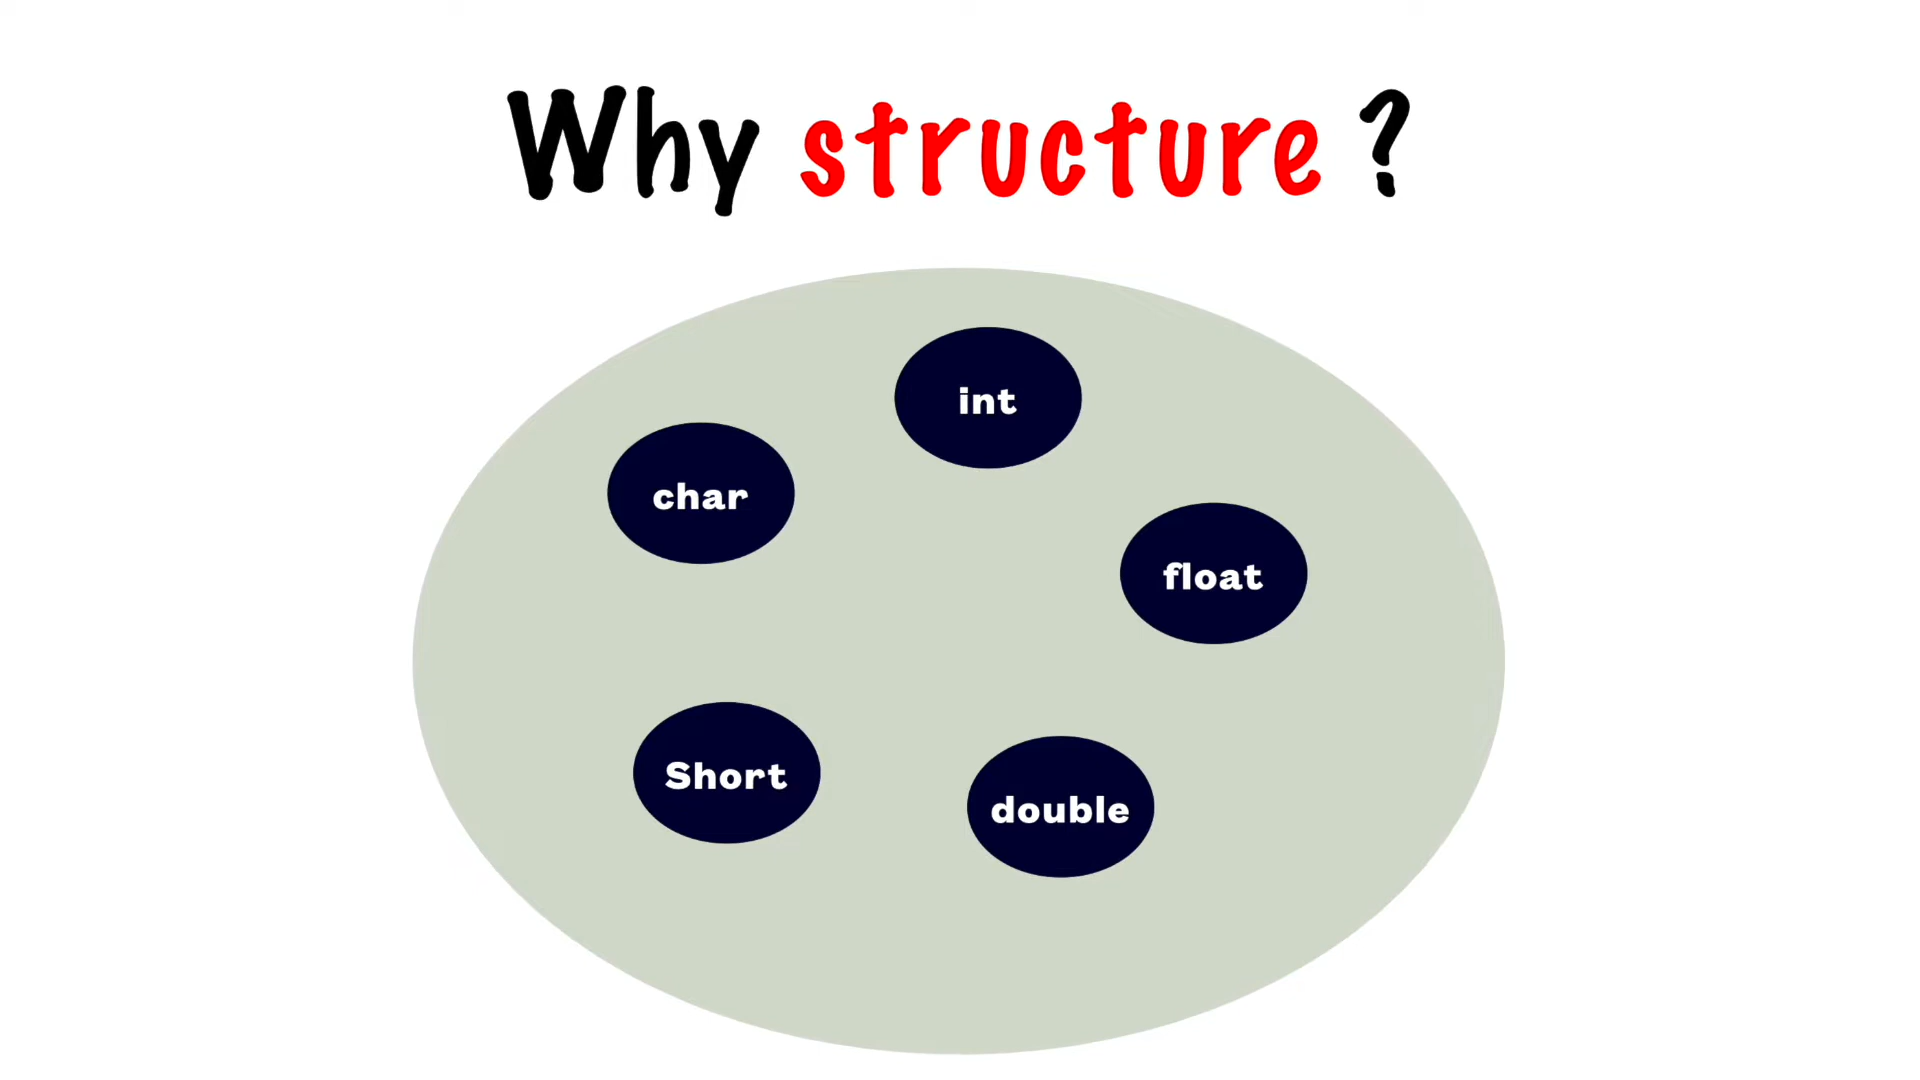 Why structure ?
int
char
float
Short
double